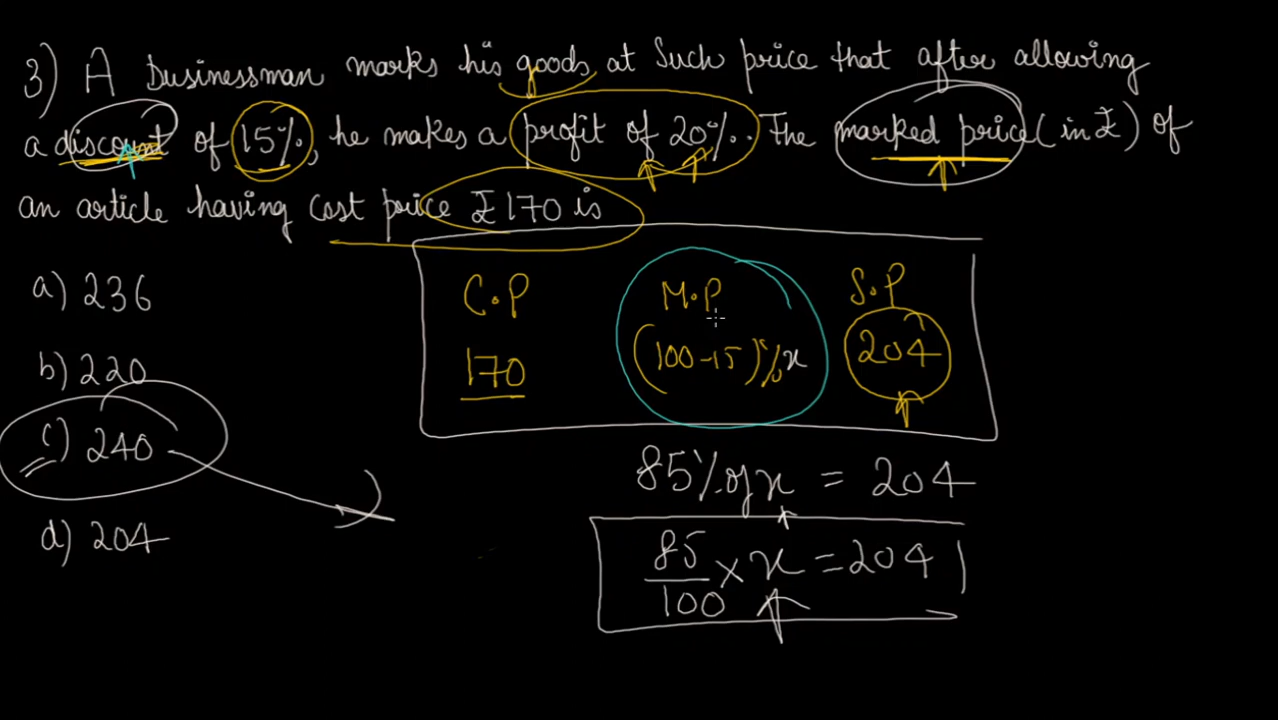 3) A businessman marks his goods at Such price that after allowing
a discount of 15%, he makes a profit of 20%. The marked price (in ₹) of
an article having cost price ₹170 is
a) 236
b) 220
c) 240
d) 204
C.P M.P S.P
170 (100-15)% x 204
85% of x = 204
85/100 × x = 204